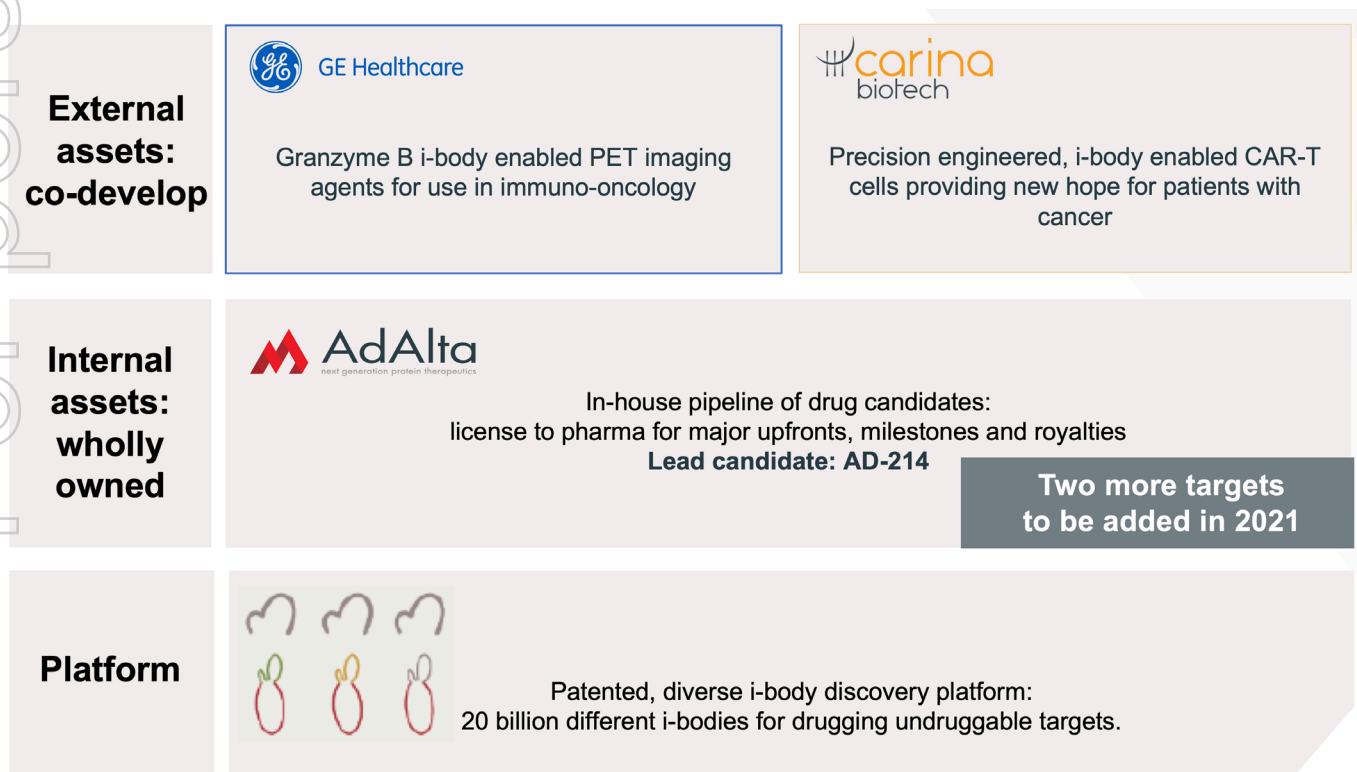 External
assets:
co-develop
GE Healthcare
Granzyme B i-body enabled PET imaging
agents for use in immuno-oncology
carina
biotech
Precision engineered, i-body enabled CAR-T
cells providing new hope for patients with
cancer
Internal
assets:
wholly
owned
AdAlta
next generation protein therapeutics
In-house pipeline of drug candidates:
license to pharma for major upfronts, milestones and royalties
Lead candidate: AD-214
Two more targets
to be added in 2021
Platform
Patented, diverse i-body discovery platform:
20 billion different i-bodies for drugging undruggable targets.